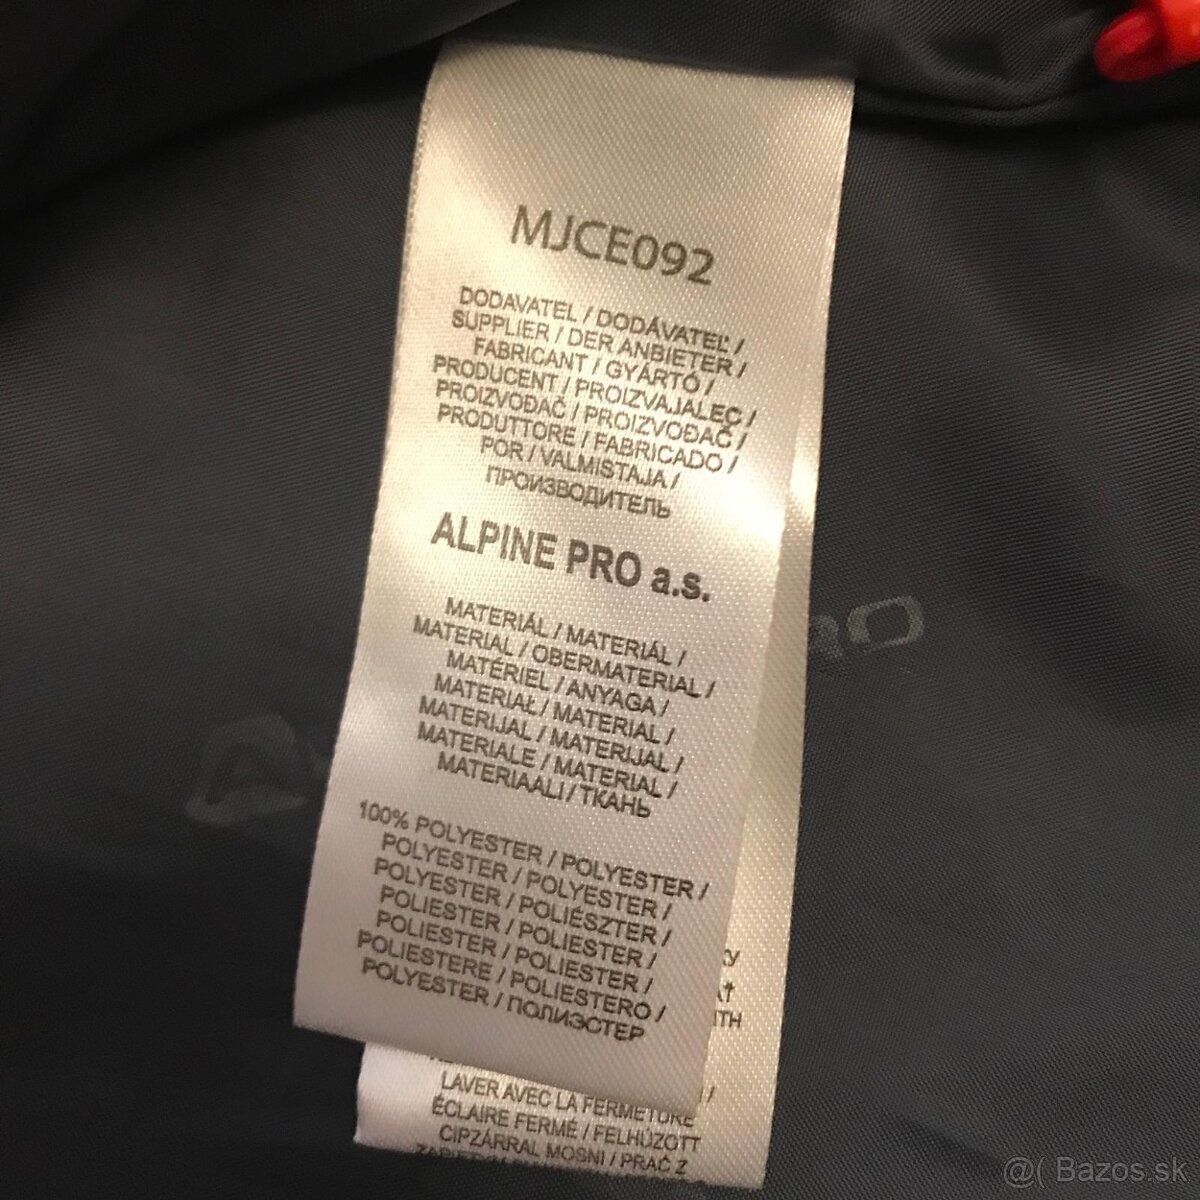 MJCE092
DODAVATEL / DODÁVATEĽ /
SUPPLIER / DER ANBIETER /
FABRICANT / GYÁRTÓ /
PRODUCENT / PROIZVAJALEC /
PROIZVOĐAČ / PROIZVOĐAČ /
PRODUTTORE / FABRICADO /
POR / VALMISTAJA /
ПРОИЗВОДИТЕЛЬ
ALPINE PRO a.s.
MATERIÁL / MATERIÁL /
MATERIAL / OBERMATERIAL /
MATÉRIEL / ANYAGA /
MATERIAŁ / MATERIAL /
MATERIJAL / MATERIJAL /
MATERIALE / MATERIAL /
MATERIAALI / ТКАНЬ
100% POLYESTER / POLYESTER /
POLYESTER / POLYESTER /
POLYESTER / POLIÉSZTER /
POLIESTER / POLIESTER /
POLIESTER / POLIESTER /
POLIESTERE / POLIESTERO /
POLYESTER / ПОЛИЭСТЕР
LAVER AVEC LA FERMETURE
ÉCLAIRE FERMÉ / FELHÚZOTT
CIPZÁRRAL MOSNI / PRAĆ Z
RO
@( Bazos.sk